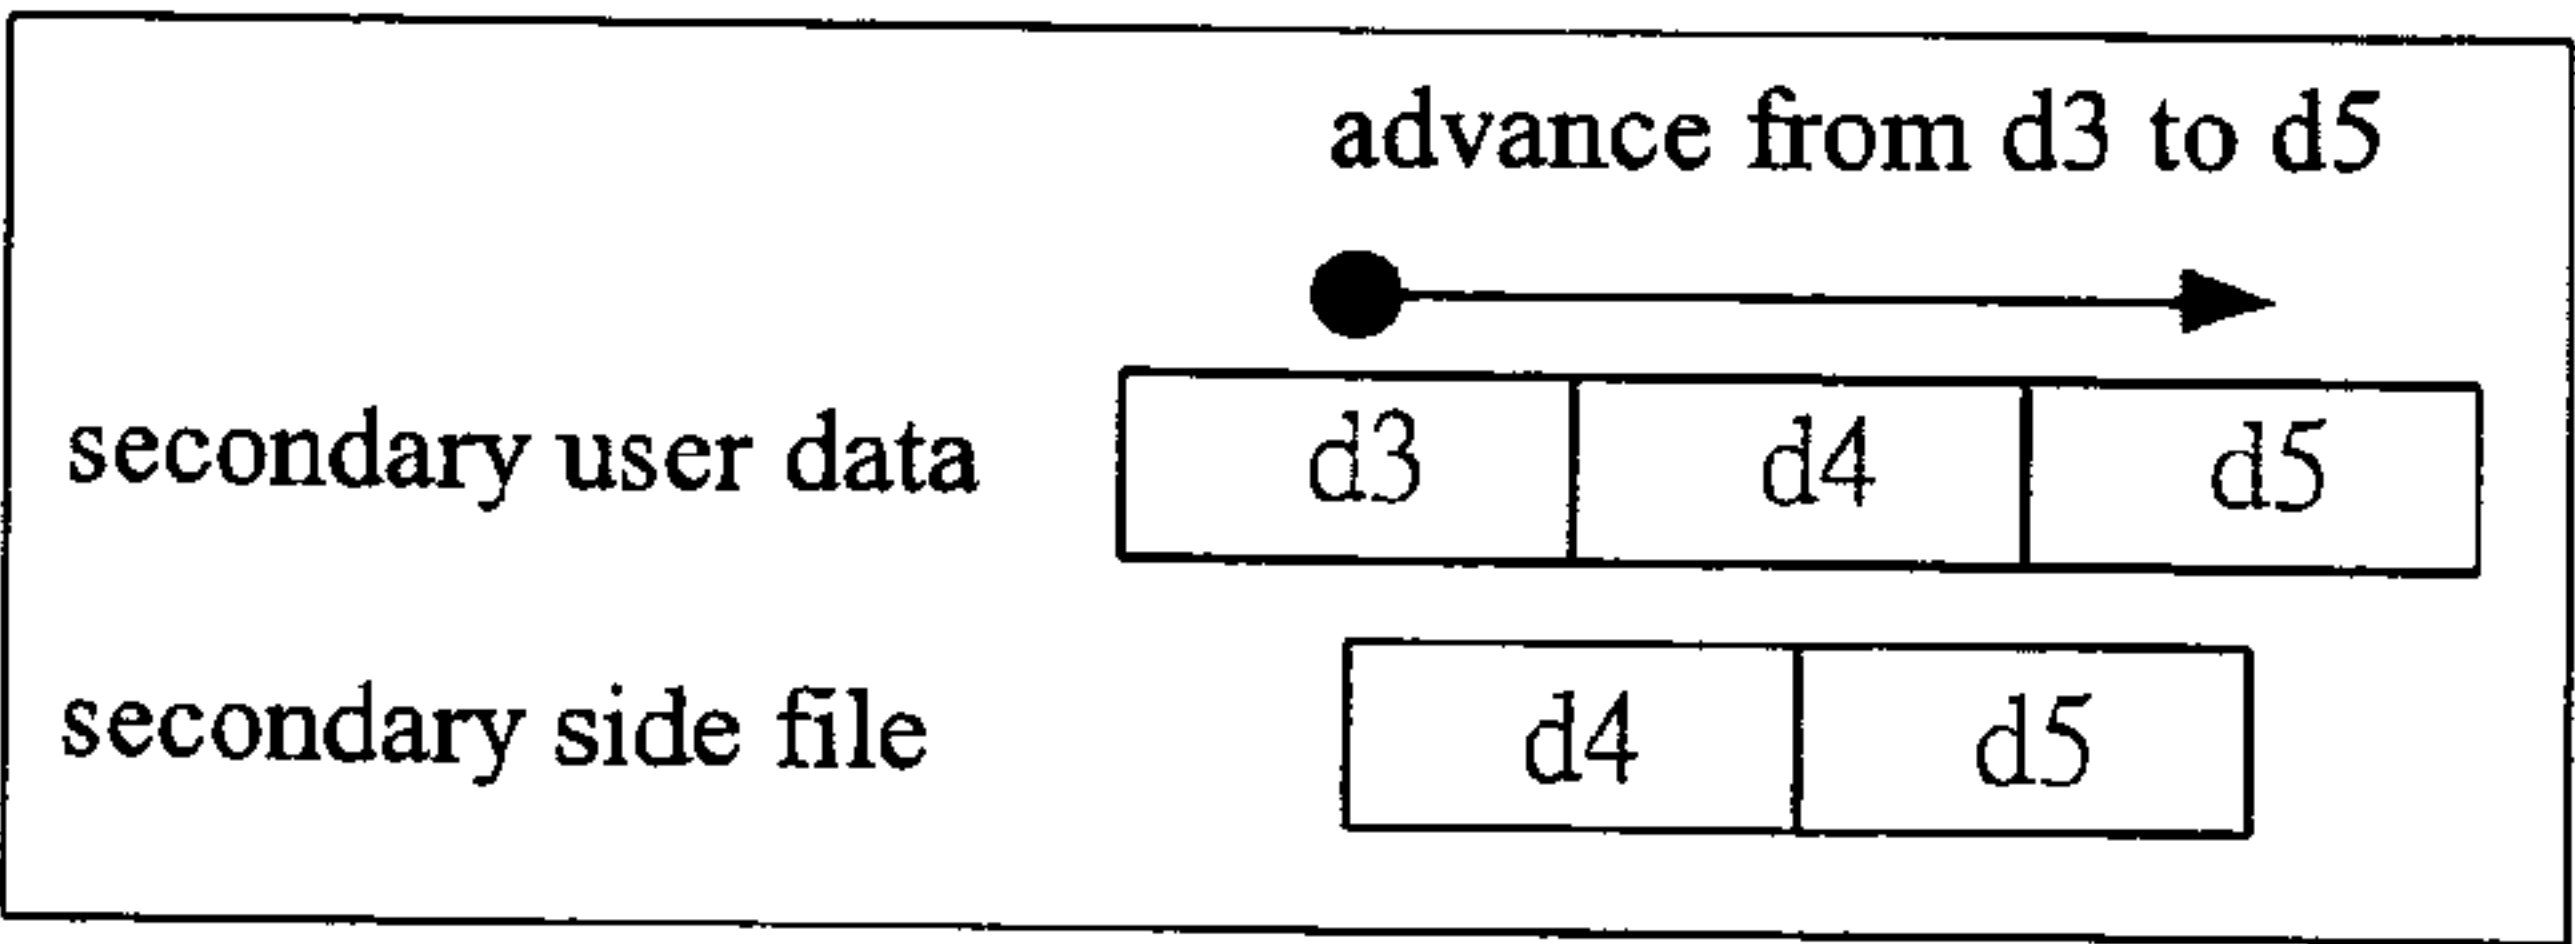 advance from d3 to d5
secondary user data d3 d4 d5
secondary side file d4 d5